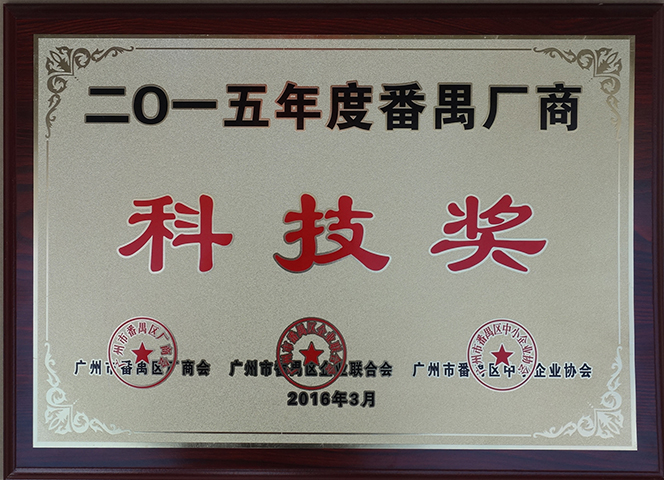 二〇一五年度番禺厂商
科技奖
广州市番禺区厂商会 广州市番禺区企业联合会 广州市番禺区中小企业协会
2016年3月